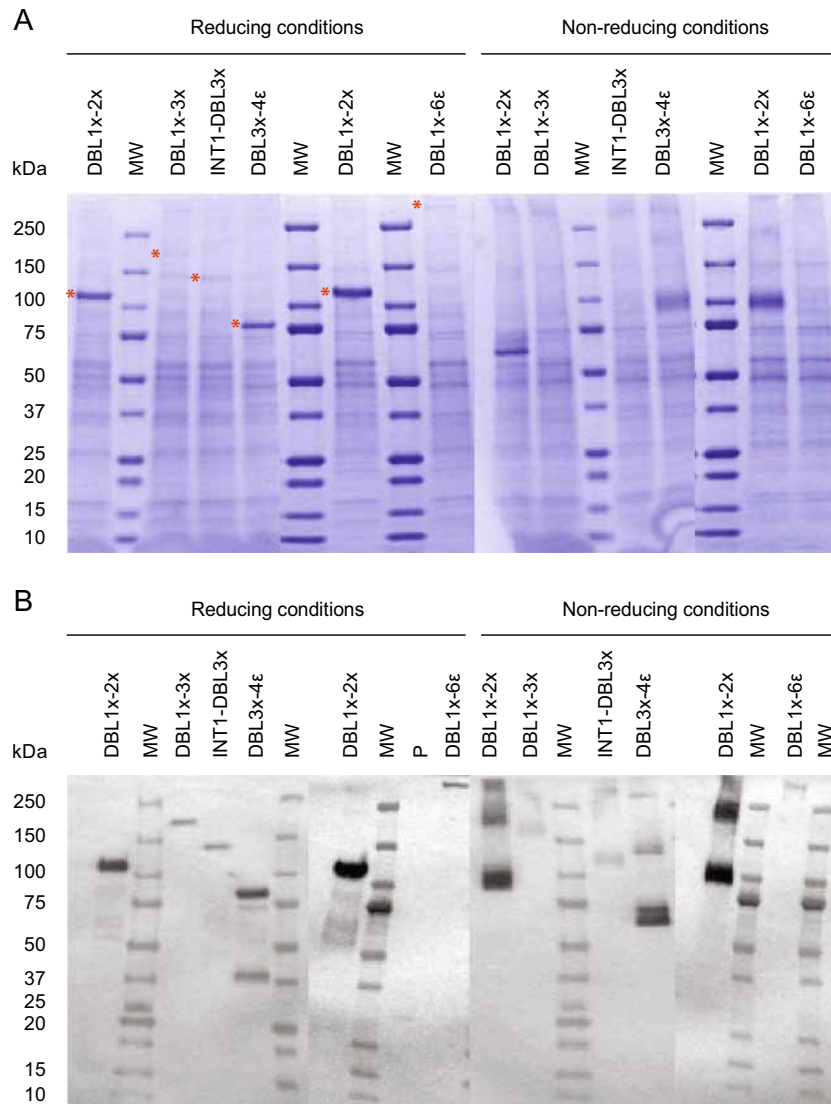 A
Reducing conditions
Non-reducing conditions
kDa
DBL1x-2x
MW
DBL1x-3x
INT1-DBL3x
DBL3x-4ε
MW
DBL1x-2x
MW
DBL1x-6ε
DBL1x-2x
DBL1x-3x
MW
INT1-DBL3x
DBL3x-4ε
MW
DBL1x-2x
DBL1x-6ε
250
150
100
75
50
37
25
20
15
10
*
*
*
*
*
*
B
Reducing conditions
Non-reducing conditions
kDa
DBL1x-2x
MW
DBL1x-3x
INT1-DBL3x
DBL3x-4ε
MW
DBL1x-2x
MW
P
DBL1x-6ε
DBL1x-2x
DBL1x-3x
MW
INT1-DBL3x
DBL3x-4ε
DBL1x-2x
MW
DBL1x-6ε
MW
250
150
100
75
50
37
25
20
15
10